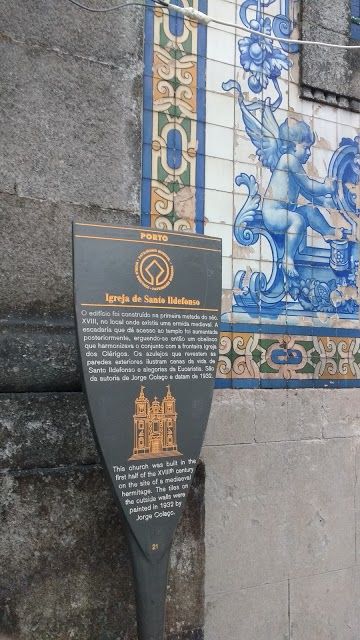 PORTO
Igreja de Santo Ildefonso
O edifício foi construído na primeira metade do séc.
XVIII, no local onde existia uma ermida medieval. A
escadaria que dá acesso ao templo foi aumentada
posteriormente, erguendo-se então um obelisco
que harmonizava o conjunto com a fronteira Igreja
dos Clérigos. Os azulejos que revestem as
paredes exteriores ilustram cenas da vida de
Santo Ildefonso e alegorias da Eucaristia. São
da autoria de Jorge Colaço e datam de 1932.
This church was built in the
first half of the XVIIIth century
on the site of a mediaeval
hermitage. The tiles on
the outside walls were
painted in 1932 by
Jorge Colaço.
21